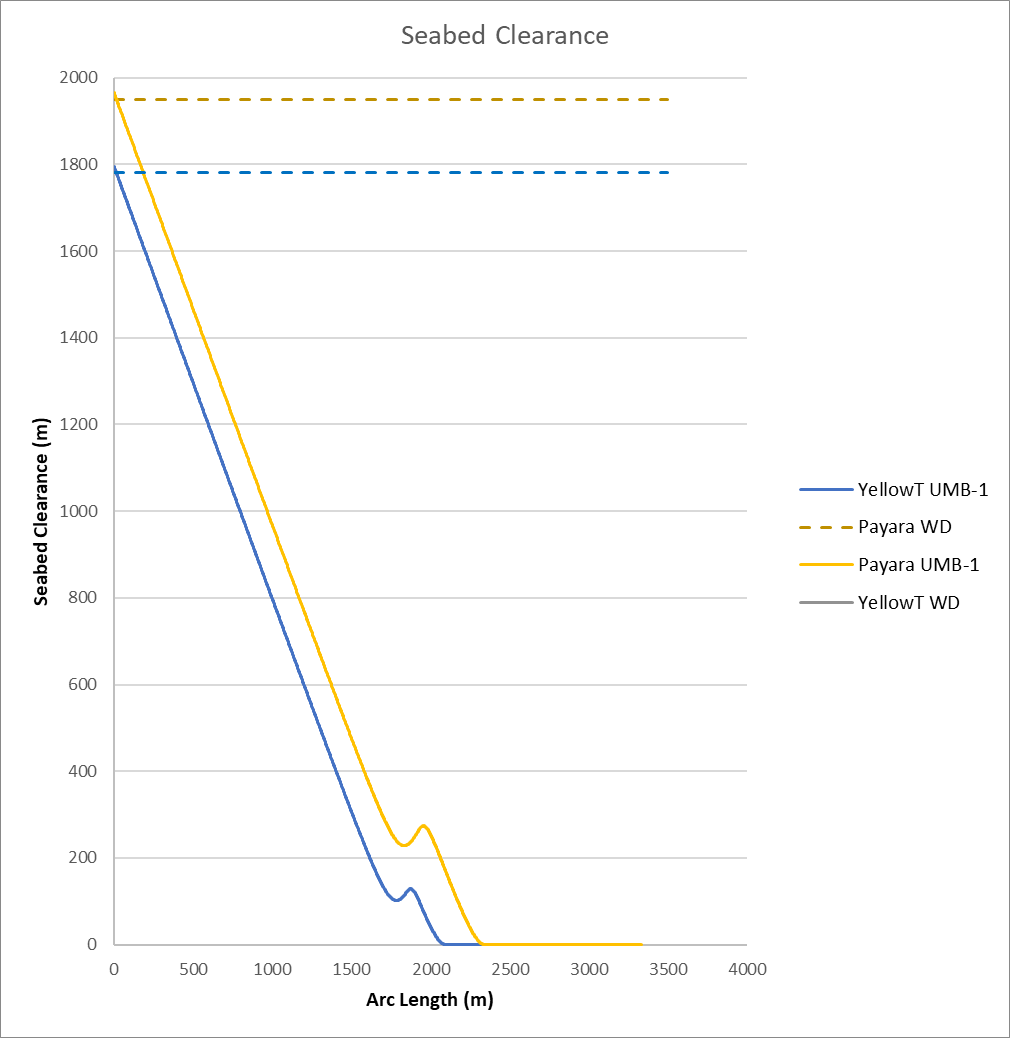 Seabed Clearance
2000
1800
1600
1400
1200
1000
800
600
400
200
0
Seabed Clearance (m)
0 500 1000 1500 2000 2500 3000 3500 4000
Arc Length (m)
YellowT UMB-1
Payara WD
Payara UMB-1
YellowT WD